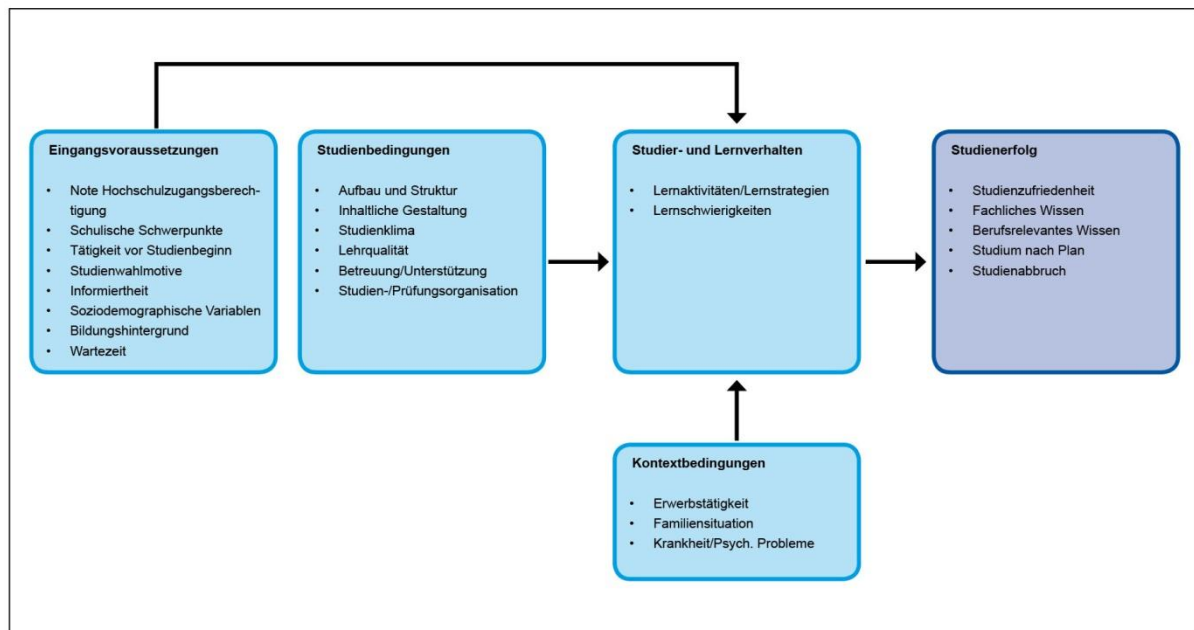 Eingangsvoraussetzungen
• Note Hochschulzugangsberech-
tigung
• Schulische Schwerpunkte
• Tätigkeit vor Studienbeginn
• Studienwahlmotive
• Informiertheit
• Soziodemographische Variablen
• Bildungshintergrund
• Wartezeit
Studienbedingungen
• Aufbau und Struktur
• Inhaltliche Gestaltung
• Studienklima
• Lehrqualität
• Betreuung/Unterstützung
• Studien-/Prüfungsorganisation
Studier- und Lernverhalten
• Lernaktivitäten/Lernstrategien
• Lernschwierigkeiten
Studienerfolg
• Studienzufriedenheit
• Fachliches Wissen
• Berufsrelevantes Wissen
• Studium nach Plan
• Studienabbruch
Kontextbedingungen
• Erwerbstätigkeit
• Familiensituation
• Krankheit/Psych. Probleme